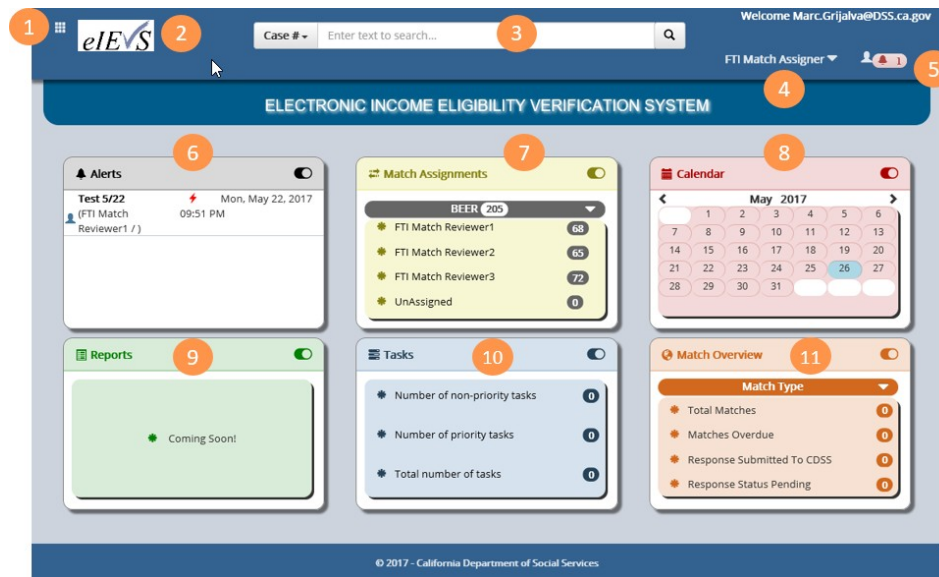 Welcome Marc.Grijalva@DSS.ca.gov
1
eIEVS
2
Case #
Enter text to search...
3
FTI Match Assigner
4
1
5
ELECTRONIC INCOME ELIGIBILITY VERIFICATION SYSTEM
6
Alerts
Test 5/22 Mon, May 22, 2017
(FTI Match 09:51 PM
Reviewer1 / )
7
Match Assignments
BEER 205
FTI Match Reviewer1 68
FTI Match Reviewer2 65
FTI Match Reviewer3 72
UnAssigned 0
8
Calendar
May 2017
1 2 3 4 5 6
7 8 9 10 11 12 13
14 15 16 17 18 19 20
21 22 23 24 25 26 27
28 29 30 31
Reports 9
Coming Soon!
Tasks 10
Number of non-priority tasks 0
Number of priority tasks 0
Total number of tasks 0
Match Overview 11
Match Type
Total Matches 0
Matches Overdue 0
Response Submitted To CDSS 0
Response Status Pending 0
© 2017 - California Department of Social Services